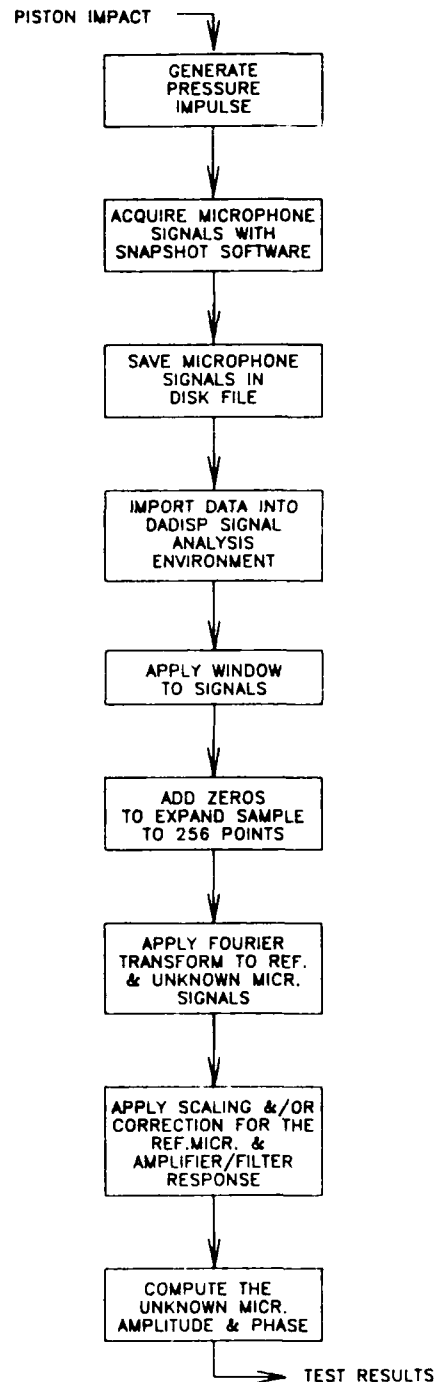 PISTON IMPACT
GENERATE
PRESSURE
IMPULSE
ACQUIRE MICROPHONE
SIGNALS WITH
SNAPSHOT SOFTWARE
SAVE MICROPHONE
SIGNALS IN
DISK FILE
IMPORT DATA INTO
DADISP SIGNAL
ANALYSIS
ENVIRONMENT
APPLY WINDOW
TO SIGNALS
ADD ZEROS
TO EXPAND SAMPLE
TO 256 POINTS
APPLY FOURIER
TRANSFORM TO REF.
& UNKNOWN MICR.
SIGNALS
APPLY SCALING &/OR
CORRECTION FOR THE
REF.MICR. &
AMPLIFIER/FILTER
RESPONSE
COMPUTE THE
UNKNOWN MICR.
AMPLITUDE & PHASE
TEST RESULTS